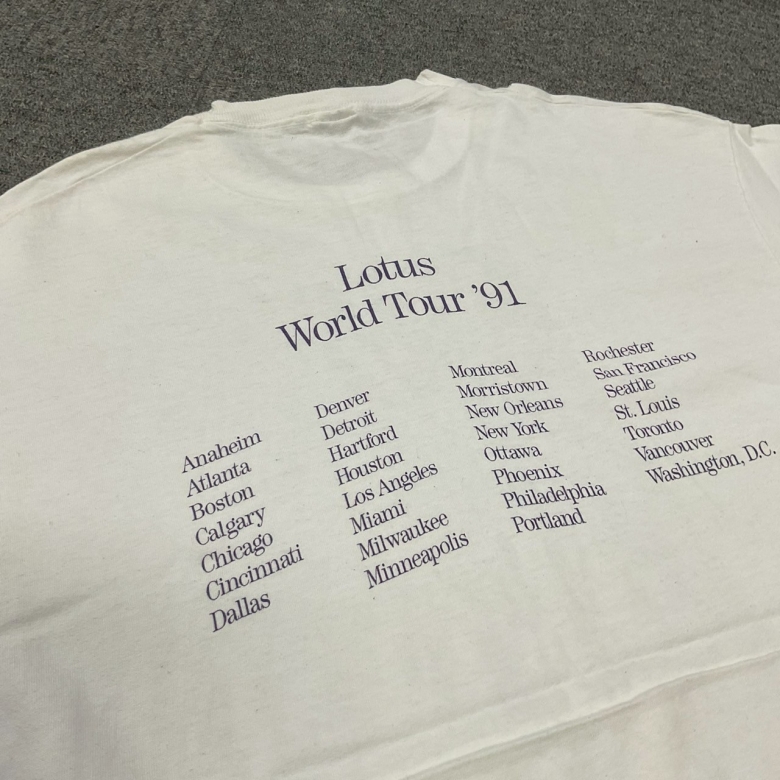 Lotus
World Tour '91
Anaheim
Atlanta
Boston
Calgary
Chicago
Cincinnati
Dallas
Denver
Detroit
Hartford
Houston
Los Angeles
Miami
Milwaukee
Minneapolis
Montreal
Morristown
New Orleans
New York
Ottawa
Phoenix
Philadelphia
Portland
Rochester
San Francisco
Seattle
St. Louis
Toronto
Vancouver
Washington, D.C.